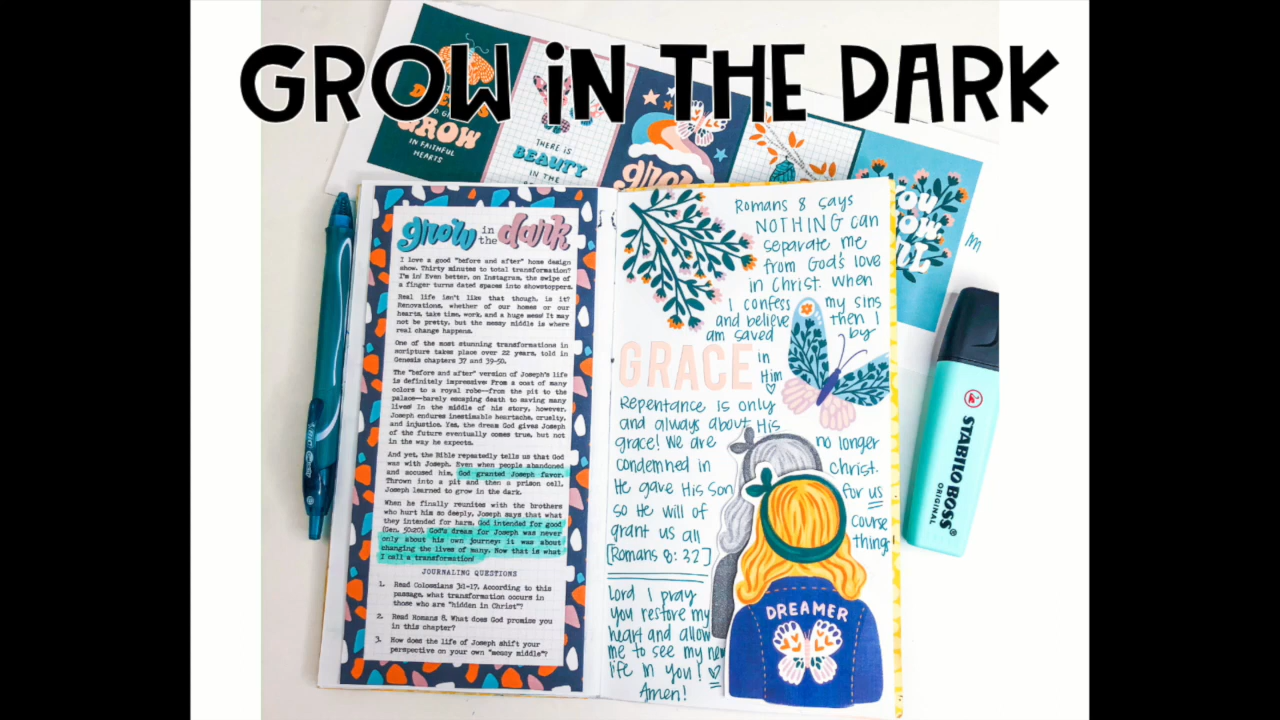 GROW IN THE DARK
GROW
IN FAITHFUL
HEARTS
THERE IS
BEAUTY
IN THE
grow
YOU
grow in the dark
I love a good "before and after" home design
show. Thirty minutes to total transformation?
I'm in! Even better, on Instagram, the swipe of
a finger turns dated spaces into showstoppers.
Real life isn't like that though, is it?
Renovations, whether of our homes or our
hearts, take time, work, and a huge mess! It may
not be pretty, but the messy middle is where
real change happens.
One of the most stunning transformations in
scripture takes place over 22 years, told in
Genesis chapters 37 and 39-50.
The "before and after" version of Joseph's life
is definitely impressive: From a coat of many
colors to a royal robe—from the pit to the
palace—barely escaping death to saving many
lives! In the middle of his story, however,
Joseph endures inestimable heartache, cruelty,
and injustice. Yes, the dream God gives Joseph
of the future eventually comes true, but not
in the way he expects.
And yet, the Bible repeatedly tells us that God
was with Joseph. Even when people abandoned
and accused him, God granted Joseph favor.
Thrown into a pit and then a prison cell,
Joseph learned to grow in the dark.
When he finally reunites with the brothers
who hurt him so deeply, Joseph says that what
they intended for harm, God intended for good
(Gen. 50:20). God's dream for Joseph was never
only about his own journey; it was about
changing the lives of many. Now that is what
I call a transformation!
JOURNALING QUESTIONS
1. Read Colossians 3:1-17. According to this
passage, what transformation occurs in
those who are "hidden in Christ"?
2. Read Romans 8. What does God promise you
in this chapter?
3. How does the life of Joseph shift your
perspective on your own "messy middle"?
Romans 8 says
NOTHING can
separate me
from God's love
in Christ. When
I confess my sins
and believe then I
am saved by
GRACE in
Him
Repentance is only
and always about His
grace! We are no longer
condemned in christ.
He gave His Son for us
so He will of course
grant us all things
[Romans 8:32]
Lord I pray
you restore my
heart and allow
me to see my new
life in you!
Amen!
DREAMER
STABILO BOSS®
ORIGINAL